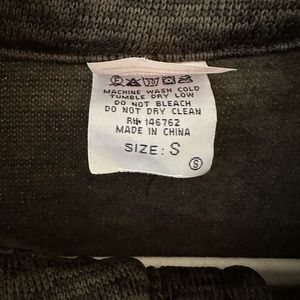 MACHINE WASH COLD
TUMBLE DRY LOW
DO NOT BLEACH
DO NOT DRY CLEAN
RN# 146762
MADE IN CHINA
SIZE: S
S